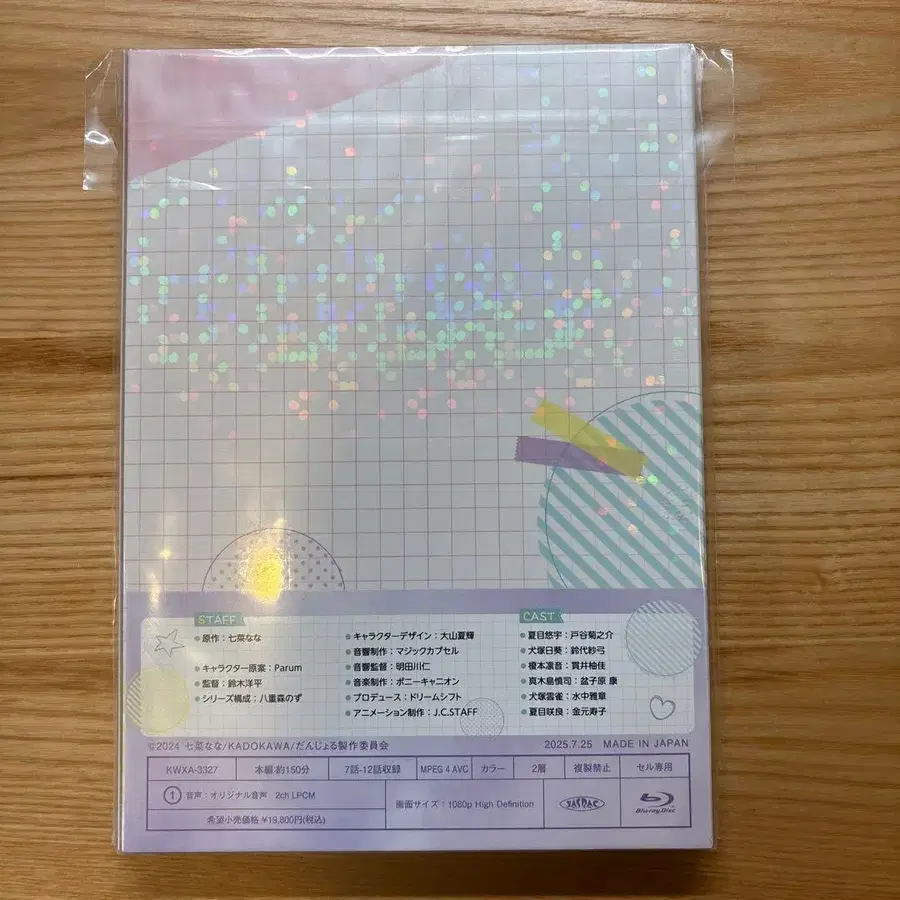 STAFF
原作：七菜なな
キャラクター原案：Parum
監督：鈴木洋平
シリーズ構成：八重森のず
キャラクターデザイン：大山夏輝
音響制作：マジックカプセル
音響監督：明田川仁
音楽制作：ポニーキャニオン
プロデュース：ドリームシフト
アニメーション制作：J.C.STAFF
CAST
夏目悠宇：戸谷菊之介
犬塚日葵：鈴代紗弓
榎本凛音：貫井柚佳
真木島慎司：盆子原 康
犬塚雲雀：水中雅章
夏目咲良：金元寿子
©2024 七菜なな/KADOKAWA/だんじょる製作委員会
2025.7.25 MADE IN JAPAN
KWXA-3327 本編:約150分 7話-12話収録 MPEG 4 AVC カラー 2層 複製禁止 セル専用
① 音声：オリジナル音声 2ch LPCM
希望小売価格 ¥19,800円(税込)
画面サイズ：1080p High Definition
JASRAC
Blu-ray Disc